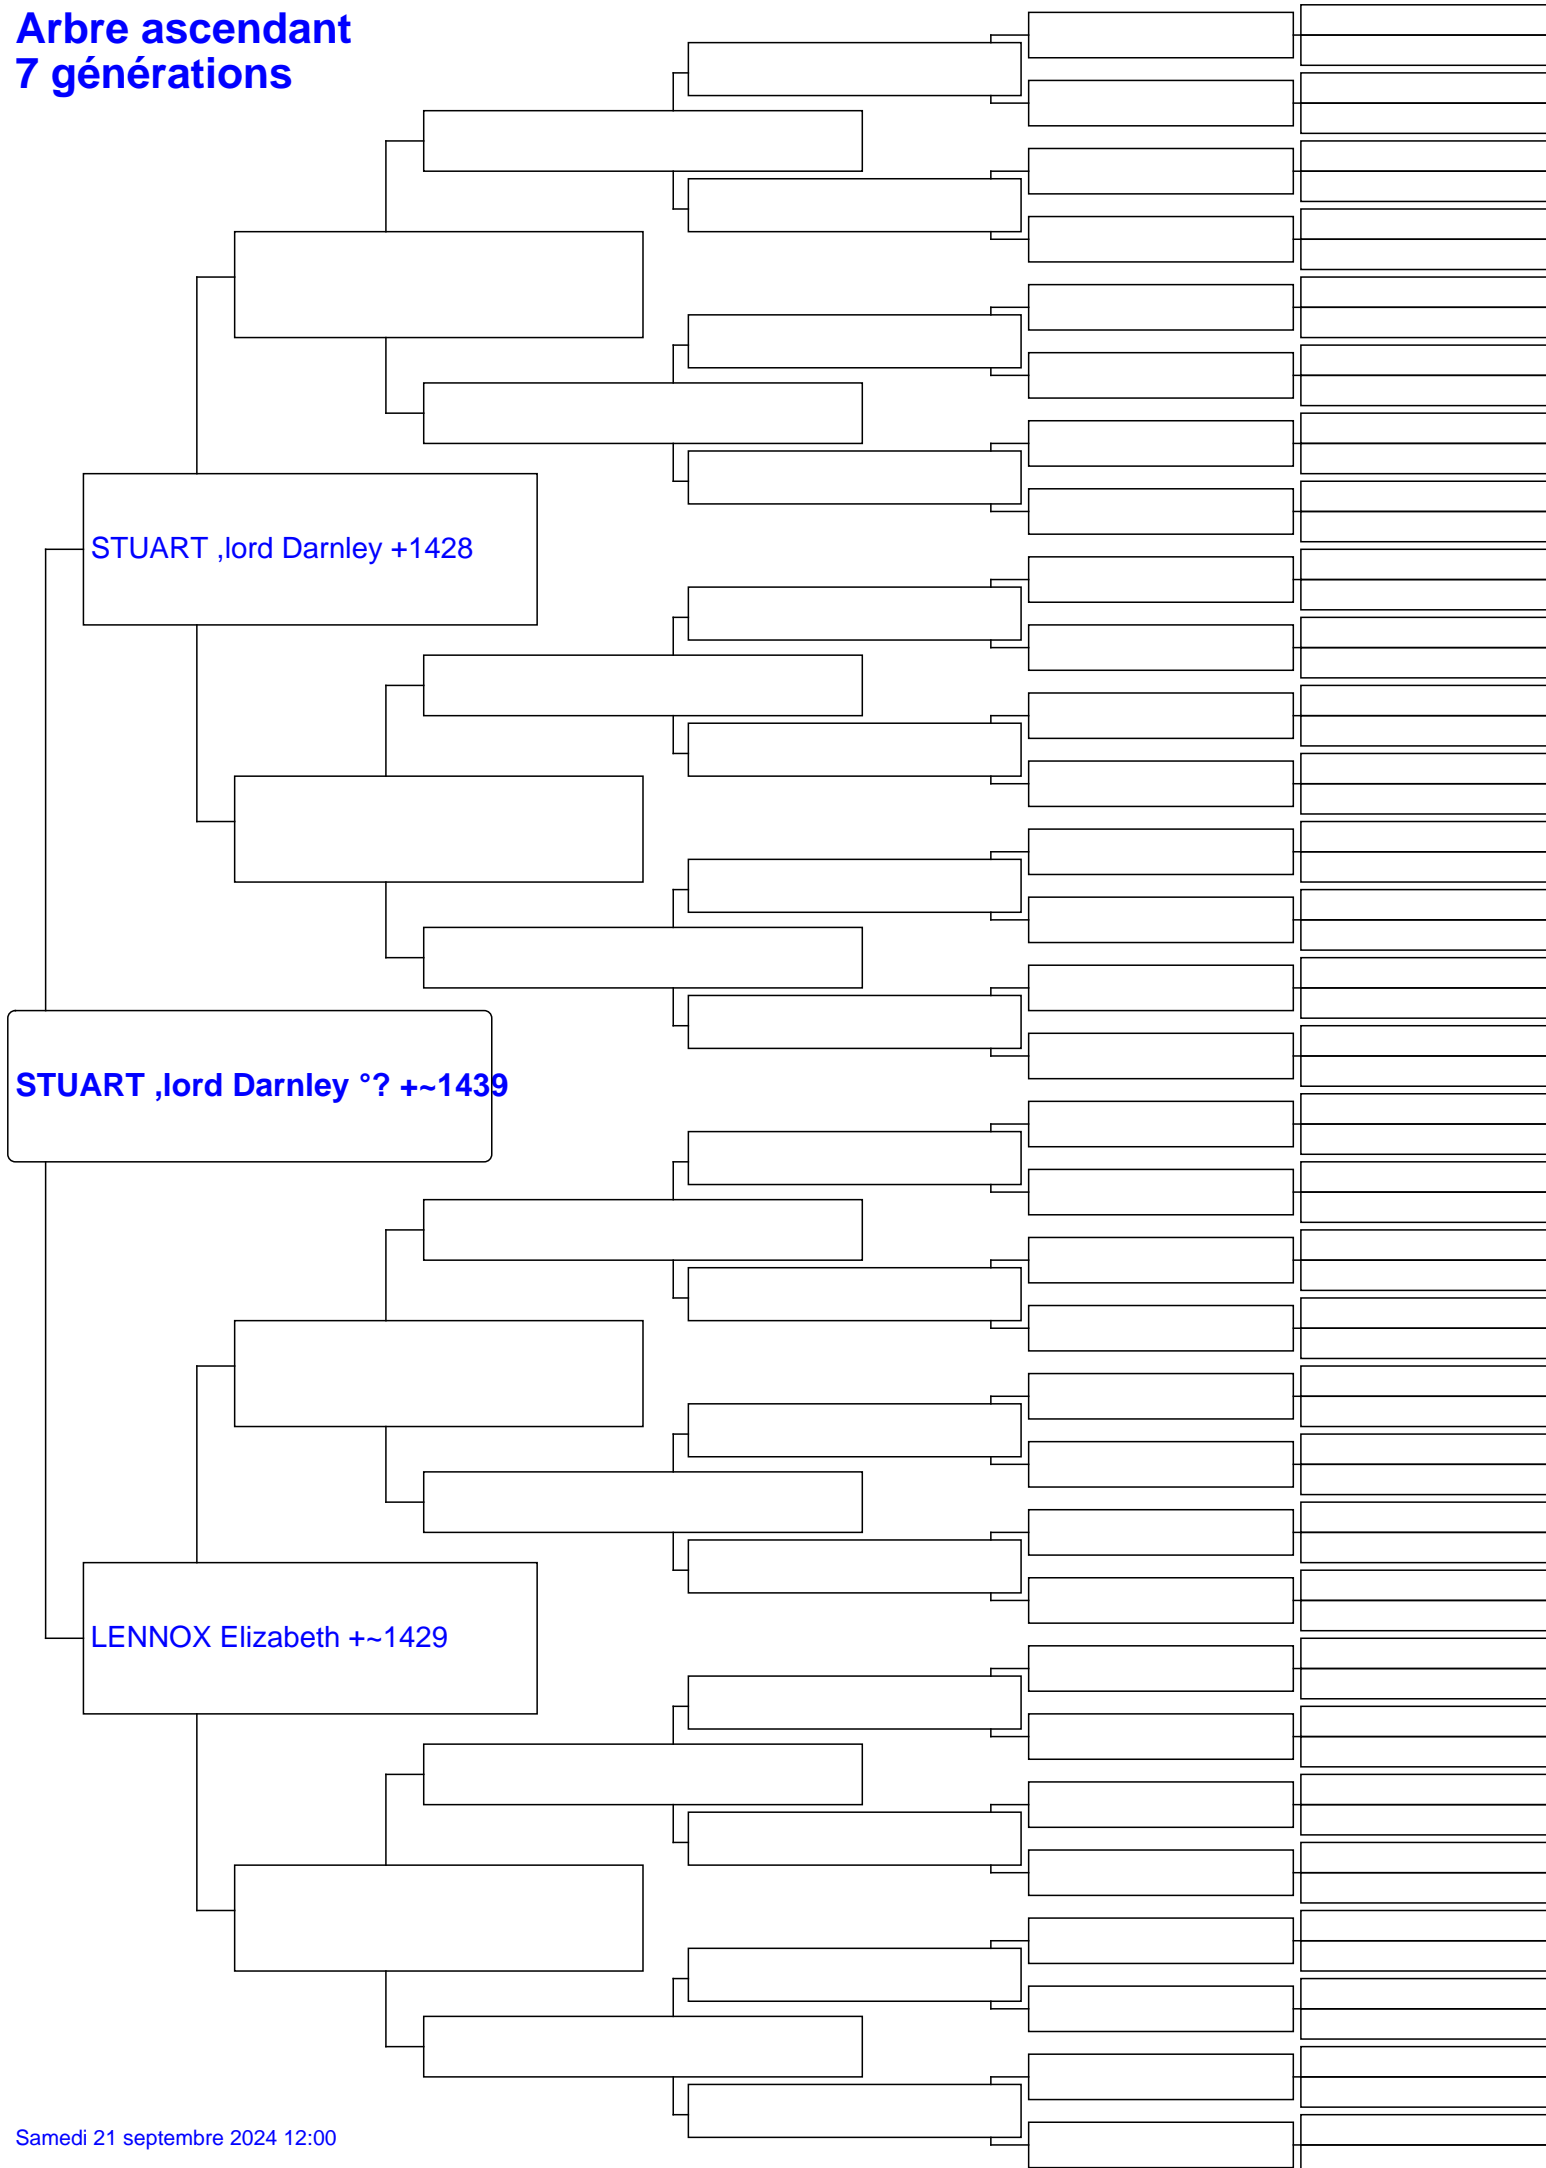 Arbre ascendant
7 générations
STUART ,lord Darnley +1428
STUART ,lord Darnley °? +~1439
LENNOX Elizabeth +~1429
Samedi 21 septembre 2024 12:00